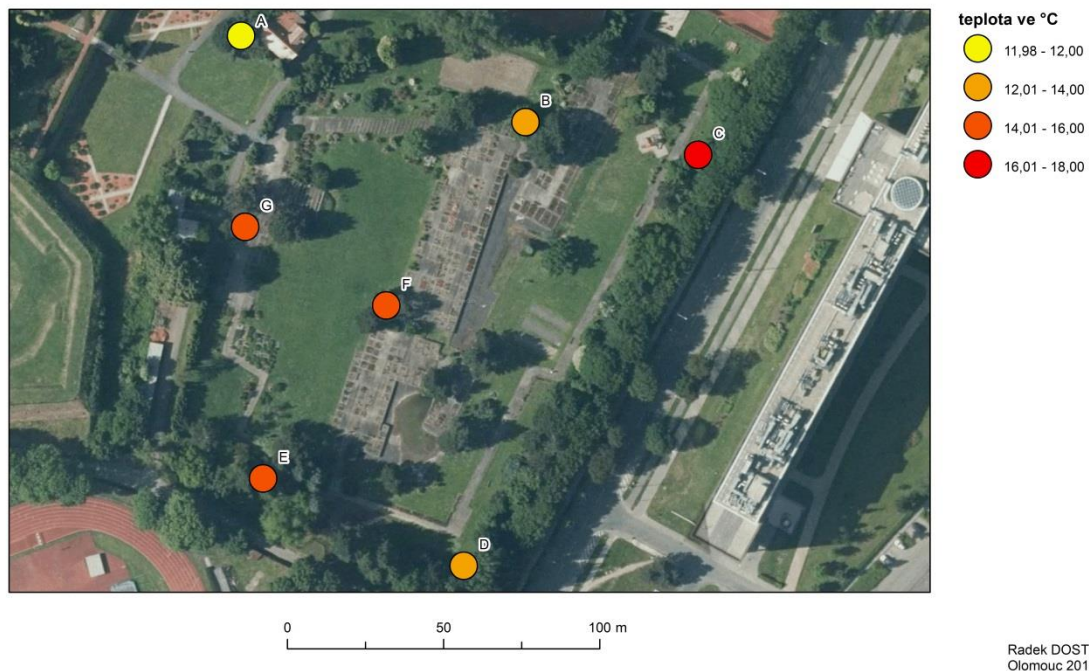 teplota ve °C
11,98 - 12,00
12,01 - 14,00
14,01 - 16,00
16,01 - 18,00
A
B
C
G
F
E
D
0 50 100 m
Radek DOST
Olomouc 201